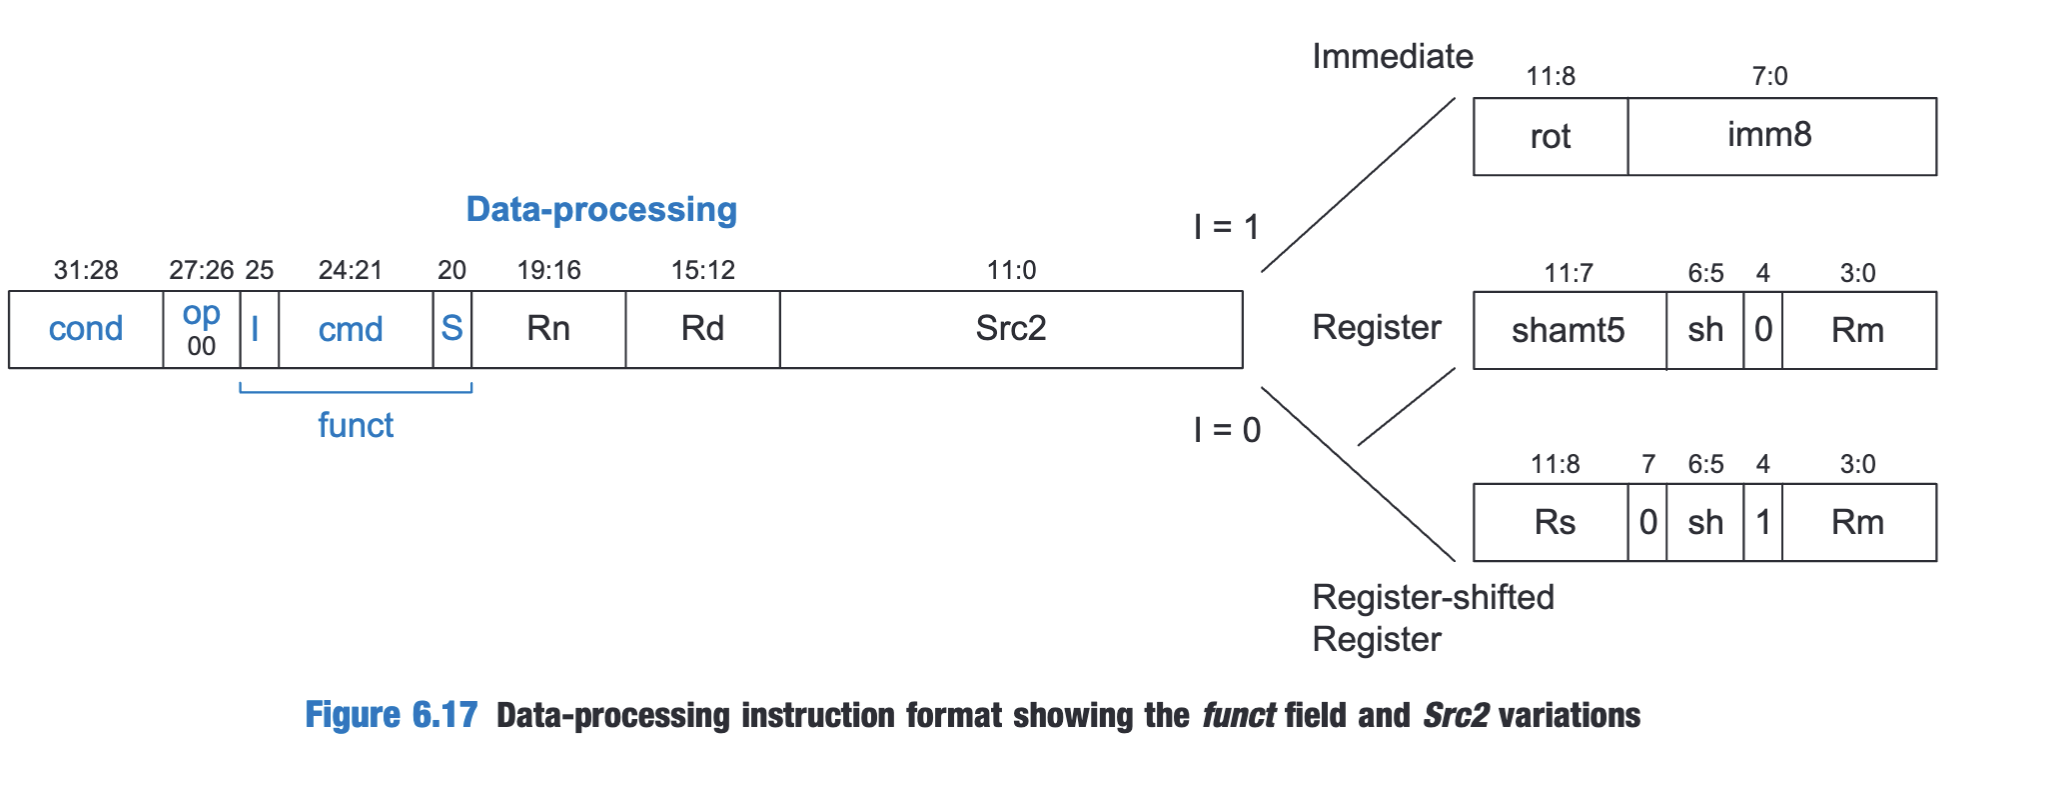 Immediate
11:8 7:0
rot imm8
Data-processing
I = 1
31:28 27:26 25 24:21 20 19:16 15:12 11:0
cond op 00 I cmd S Rn Rd Src2
funct
Register
11:7 6:5 4 3:0
shamt5 sh 0 Rm
I = 0
11:8 7 6:5 4 3:0
Rs 0 sh 1 Rm
Register-shifted
Register
Figure 6.17 Data-processing instruction format showing the funct field and Src2 variations